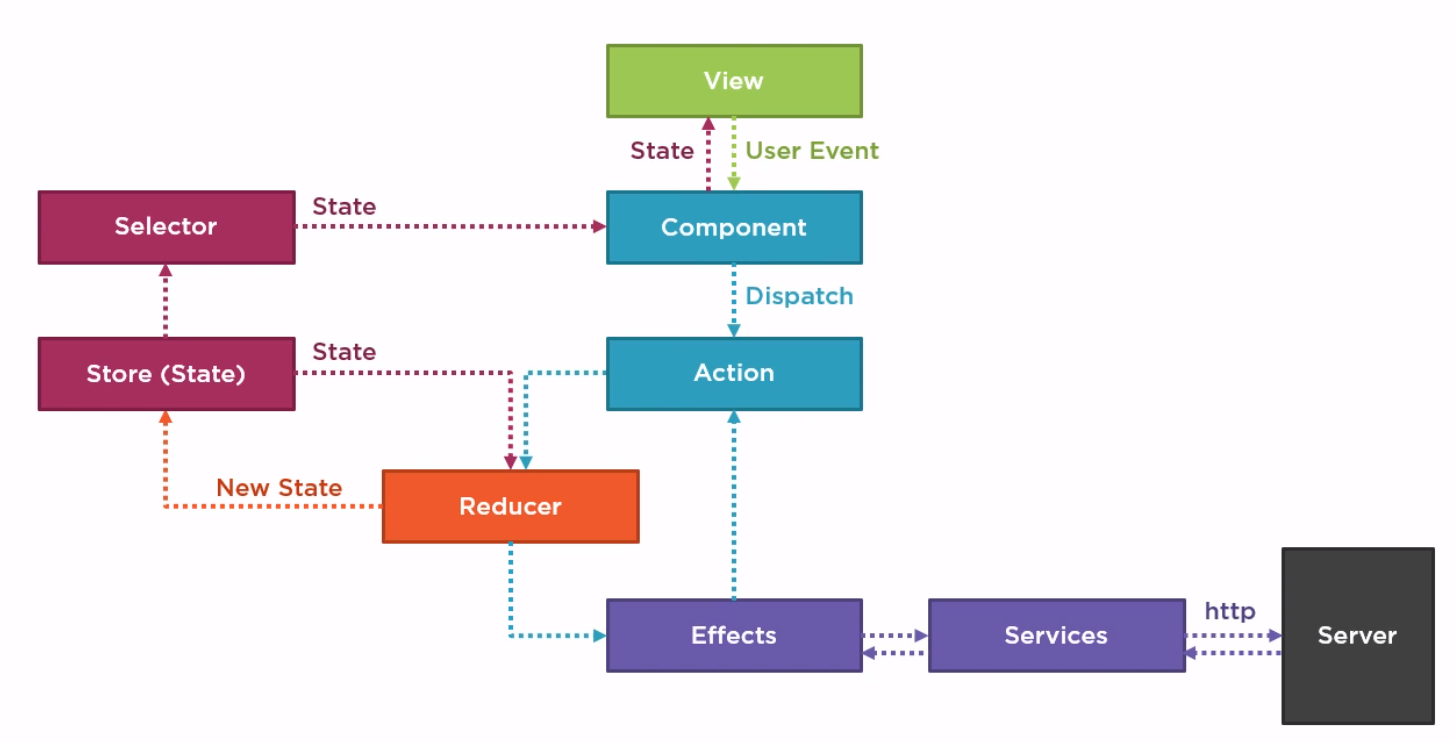 View
State
User Event
Selector
State
Component
Dispatch
Store (State)
State
Action
New State
Reducer
Effects
Services
http
Server